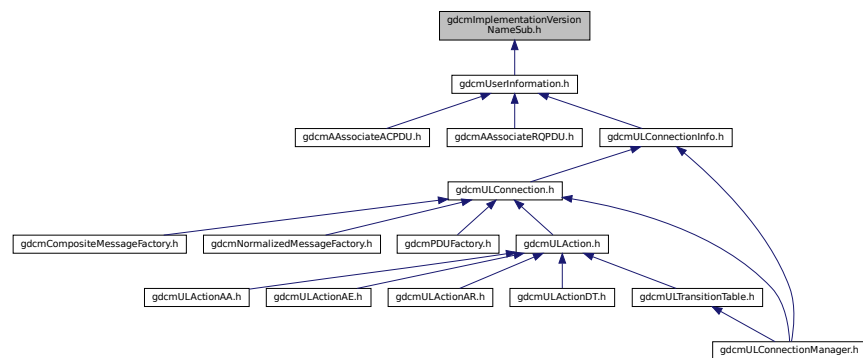 gdcmImplementationVersion
NameSub.h
gdcmUserInformation.h
gdcmAAssociateACPDU.h
gdcmAAssociateRQPDU.h
gdcmULConnectionInfo.h
gdcmULConnection.h
gdcmCompositeMessageFactory.h
gdcmNormalizedMessageFactory.h
gdcmPDUFactory.h
gdcmULAction.h
gdcmULActionAA.h
gdcmULActionAE.h
gdcmULActionAR.h
gdcmULActionDT.h
gdcmULTransitionTable.h
gdcmULConnectionManager.h